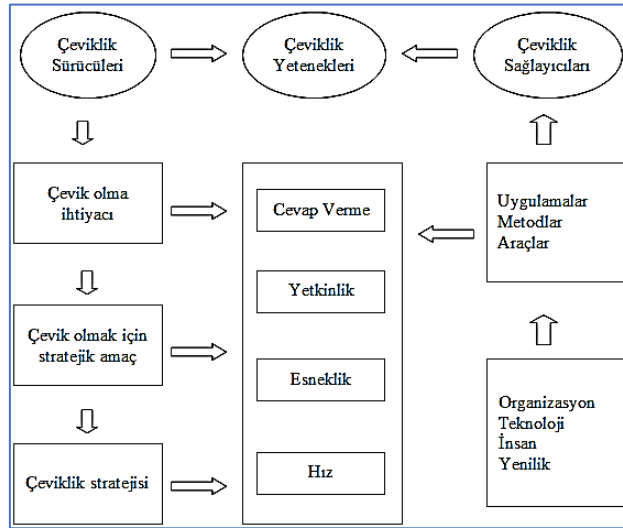 Çeviklik
Sürücüleri
Çeviklik
Yetenekleri
Çeviklik
Sağlayıcıları
Çevik olma
ihtiyacı
Cevap Verme
Uygulamalar
Metodlar
Araçlar
Yetkinlik
Çevik olmak için
stratejik amaç
Esneklik
Organizasyon
Teknoloji
İnsan
Yenilik
Çeviklik stratejisi
Hız